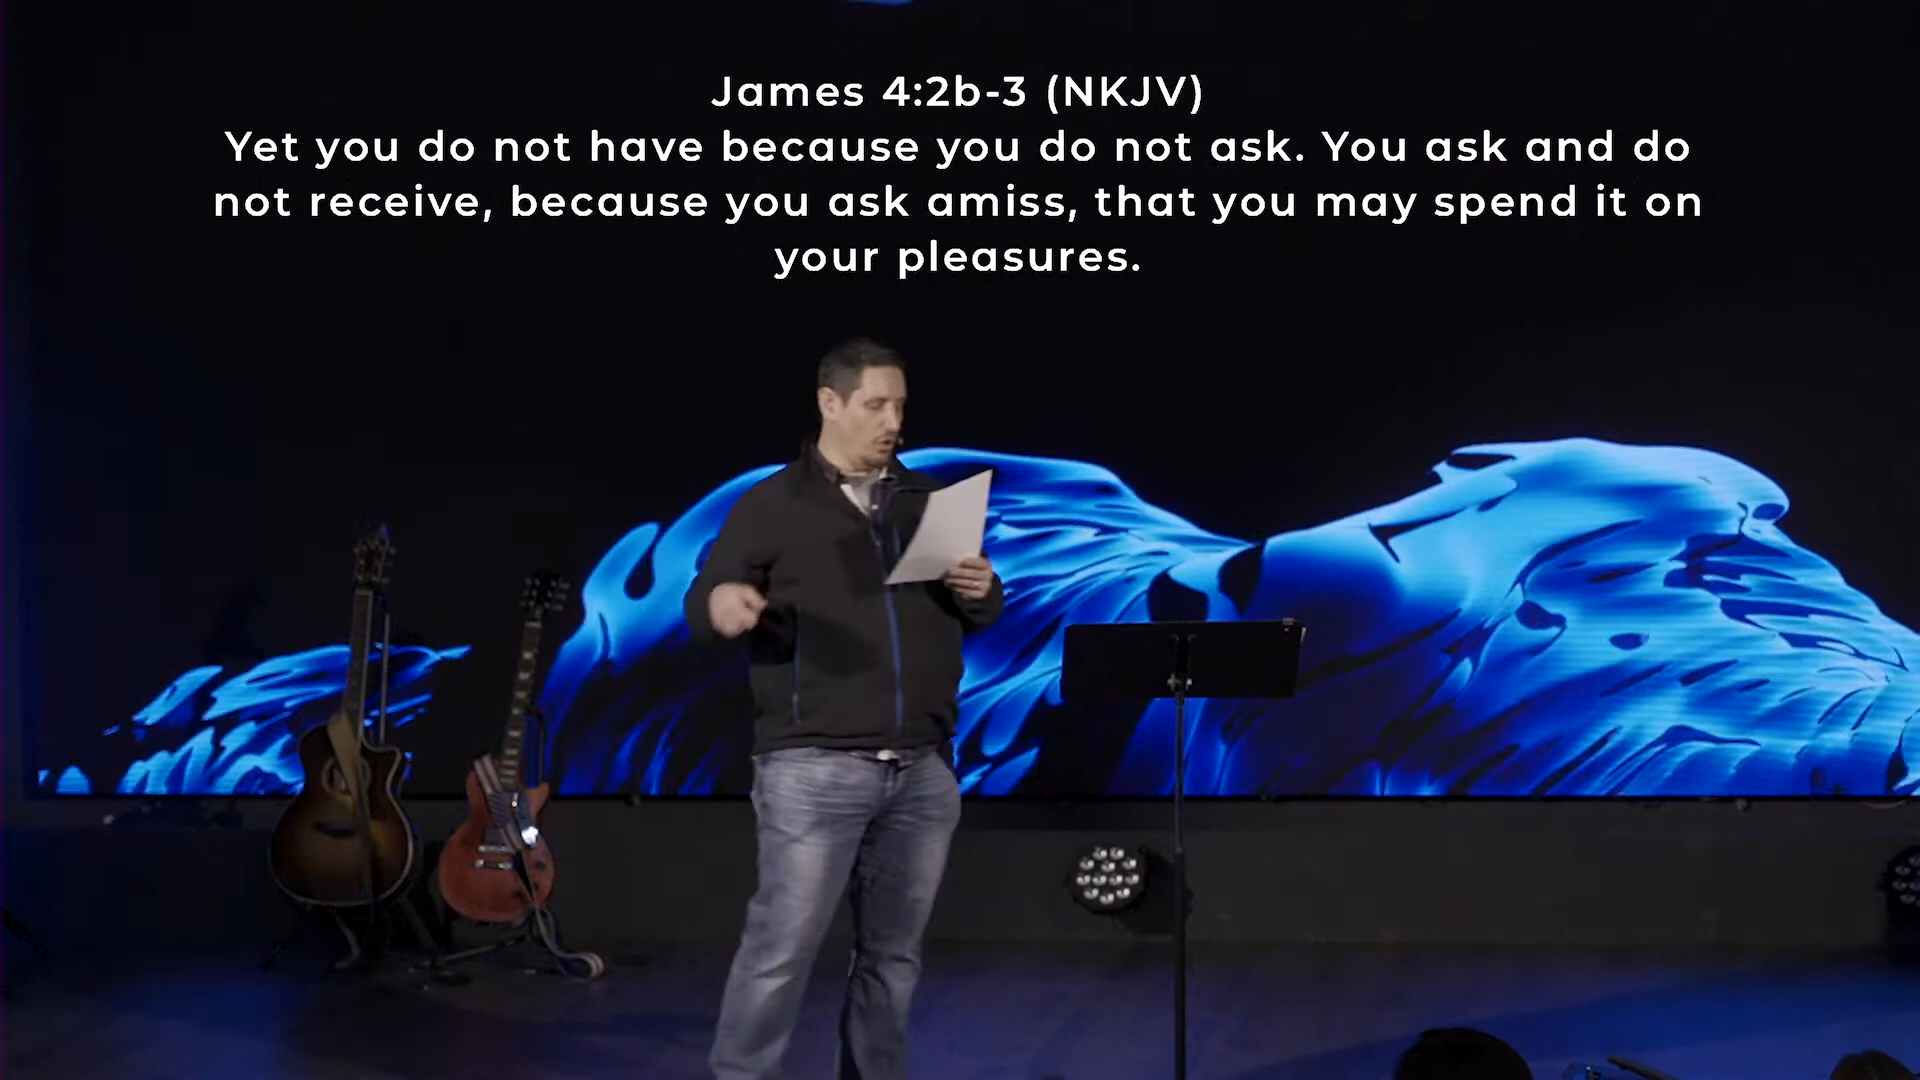 James 4:2b-3 (NKJV)
Yet you do not have because you do not ask. You ask and do
not receive, because you ask amiss, that you may spend it on
your pleasures.